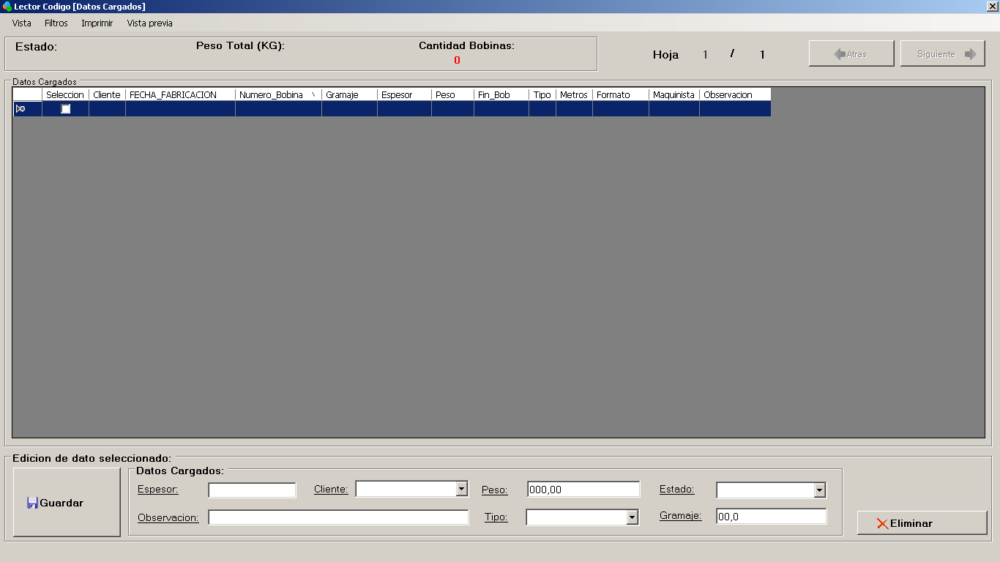 Lector Codigo [Datos Cargados]
Vista Filtros Imprimir Vista previa
Estado: Peso Total (KG): Cantidad Bobinas:
0
Hoja 1 / 1
Atras Siguiente
Datos Cargados
Seleccion Cliente FECHA_FABRICACION Numero_Bobina Gramaje Espesor Peso Fin_Bob Tipo Metros Formato Maquinista Observacion
Edicion de dato seleccionado:
Guardar
Datos Cargados:
Espesor: Cliente: Peso: 000,00 Estado:
Observacion: Tipo: Gramaje: 00,0
Eliminar